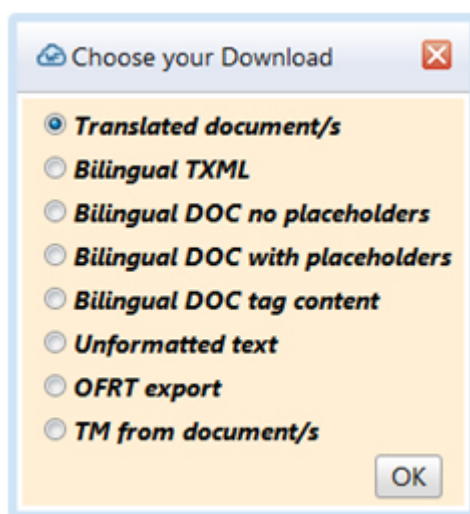 Choose your Download
Translated document/s
Bilingual TXML
Bilingual DOC no placeholders
Bilingual DOC with placeholders
Bilingual DOC tag content
Unformatted text
OFRT export
TM from document/s
OK